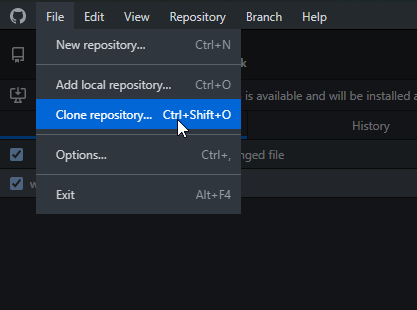 File Edit View Repository Branch Help
New repository... Ctrl+N
Add local repository... Ctrl+O
is available and will be installed
Clone repository... Ctrl+Shift+O
History
Options... Ctrl+,
file
Exit Alt+F4